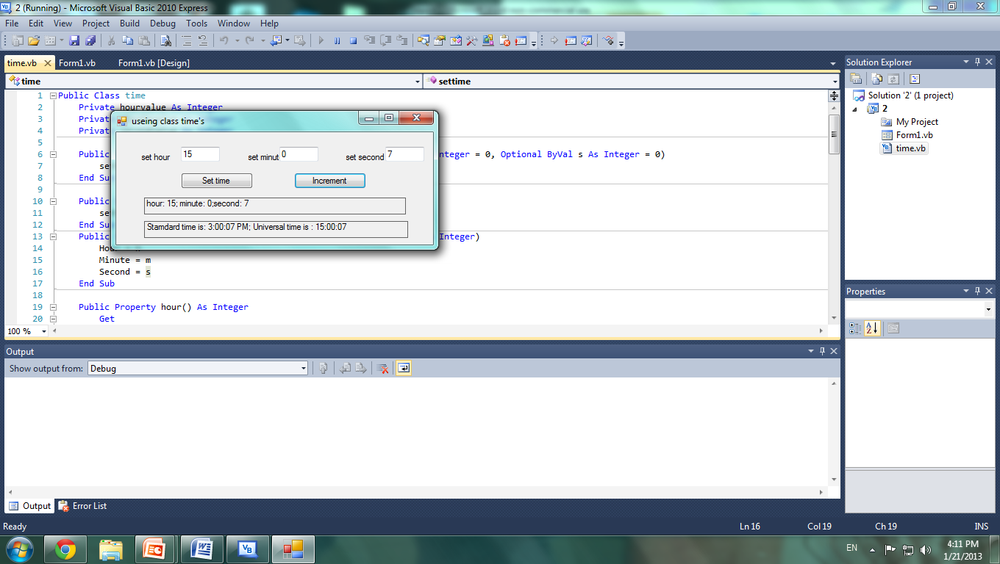 2 (Running) - Microsoft Visual Basic 2010 Express
File Edit View Project Build Debug Tools Window Help
time.vb Form1.vb Form1.vb [Design]
time settime
1 Public Class time
2 Private hourvalue As Integer
3 Privat
4 Privat
5
6 Public nteger = 0, Optional ByVal s As Integer = 0)
7 se
8 End Sub
9
10 Public
11 se
12 End Sub
13 Public Integer)
14
15 Minute = m
16 Second = s
17 End Sub
18
19 Public Property hour() As Integer
20 Get
100 %
useing class time's
set hour 15 set minut 0 set second 7
Set time Increment
hour: 15; minute: 0;second: 7
Stamdard time is: 3:00:07 PM; Universal time is : 15:00:07
Solution Explorer
Solution '2' (1 project)
2
My Project
Form1.vb
time.vb
Properties
Output
Show output from: Debug
Output Error List
Ready Ln 16 Col 19 Ch 19 INS
EN 4:11 PM
1/21/2013